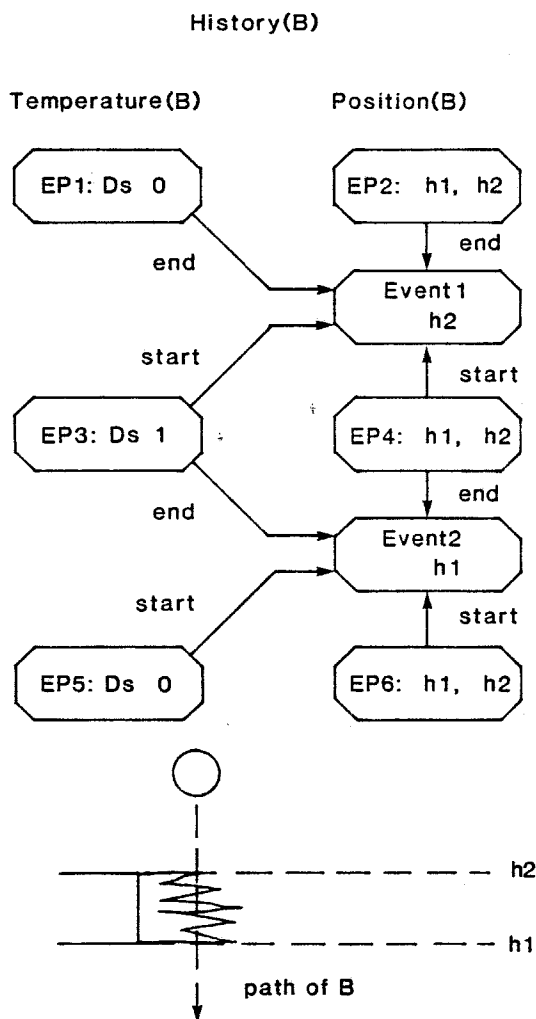 History(B)
Temperature(B) Position(B)
EP1: Ds 0 EP2: h1, h2
end end
Event1
h2
start start
EP3: Ds 1 EP4: h1, h2
end end
Event2
h1
start start
EP5: Ds 0 EP6: h1, h2
h2
h1
path of B